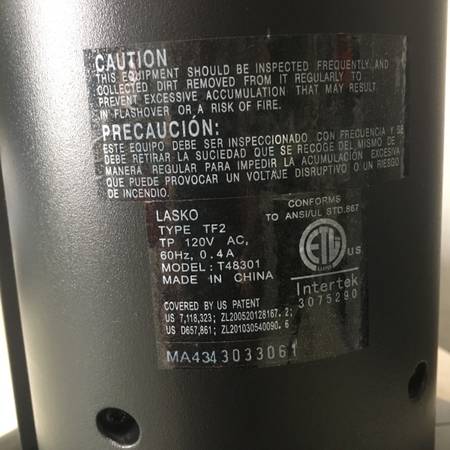 CAUTION
THIS EQUIPMENT SHOULD BE INSPECTED FREQUENTLY AND
COLLECTED DIRT REMOVED FROM IT REGULARLY TO
PREVENT EXCESSIVE ACCUMULATION THAT MAY RESULT
IN FLASHOVER OR A RISK OF FIRE.
PRECAUCIÓN:
ESTE EQUIPO DEBE SER INSPECCIONADO CON FRECUENCIA Y SE
DEBE RETIRAR LA SUCIEDAD QUE SE RECOGE DEL MISMO DE
MANERA REGULAR PARA IMPEDIR LA ACUMULACIÓN EXCESIVA
QUE PUEDE PROVOCAR UN VOLTAJE DISRUPTIVO O UN RIESGO
DE INCENDIO.
LASKO
TYPE TF2
TP 120V AC,
60Hz, 0.4A
MODEL: T48301
MADE IN CHINA
CONFORMS
TO ANSI/UL STD.867
ETL
US
Intertek
3075290
COVERED BY US PATENT
US 7,118,323; ZL200520128167.2;
US D657,861; ZL201030540090.6
MA4343033061